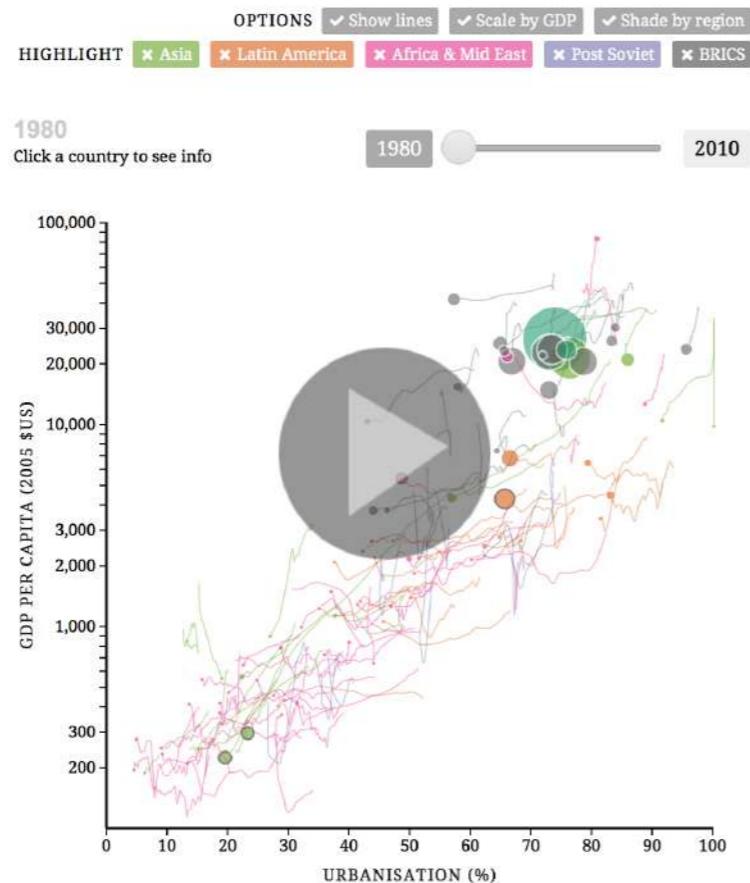 OPTIONS ✔ Show lines ✔ Scale by GDP ✔ Shade by region
HIGHLIGHT ✖ Asia ✖ Latin America ✖ Africa & Mid East ✖ Post Soviet ✖ BRICS
1980
Click a country to see info
1980 2010
100,000
30,000
20,000
10,000
3,000
2,000
1,000
300
200
GDP PER CAPITA (2005 $US)
0 10 20 30 40 50 60 70 80 90 100
URBANISATION (%)